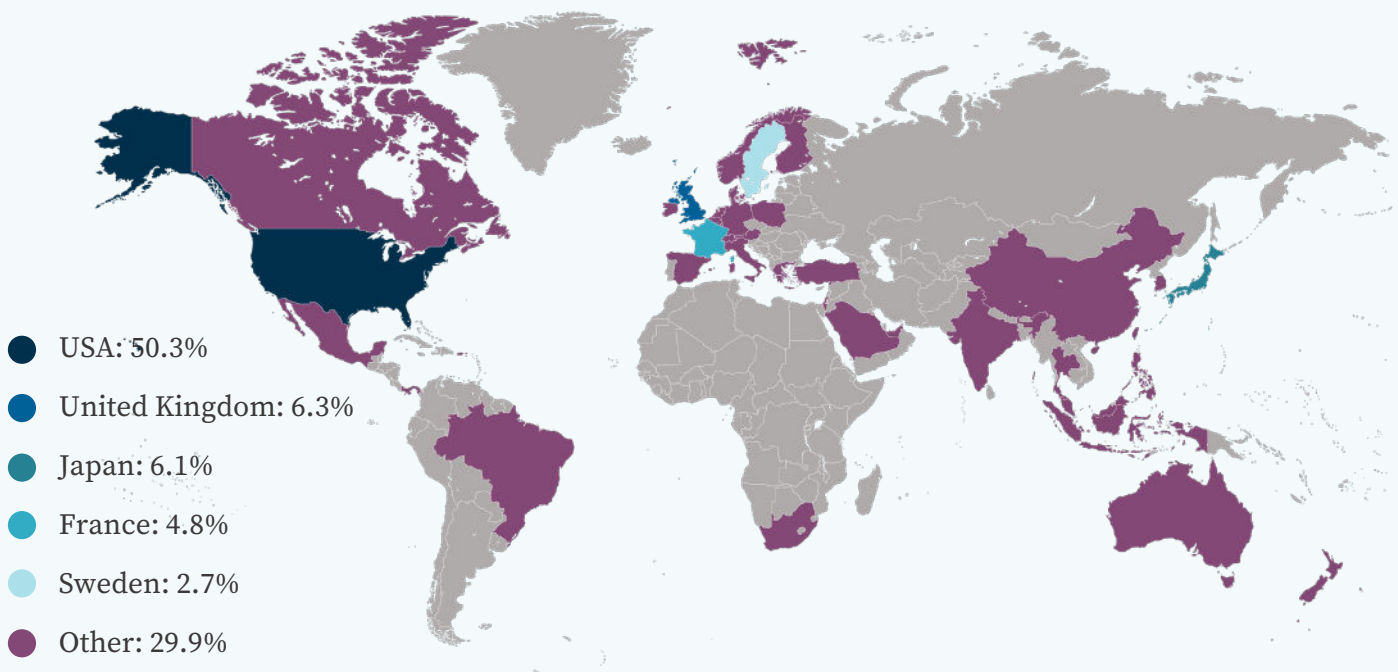 USA: 50.3%
United Kingdom: 6.3%
Japan: 6.1%
France: 4.8%
Sweden: 2.7%
Other: 29.9%